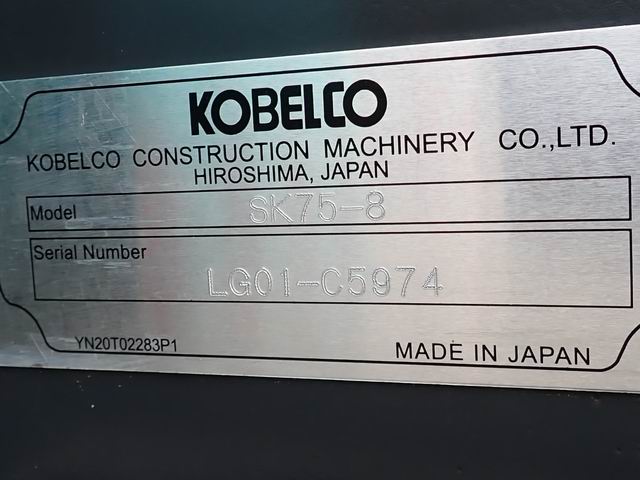 KOBELCO
KOBELCO CONSTRUCTION MACHINERY CO.,LTD.
HIROSHIMA, JAPAN
Model SK75-8
Serial Number
LG01-C5974
YN20T02283P1
MADE IN JAPAN